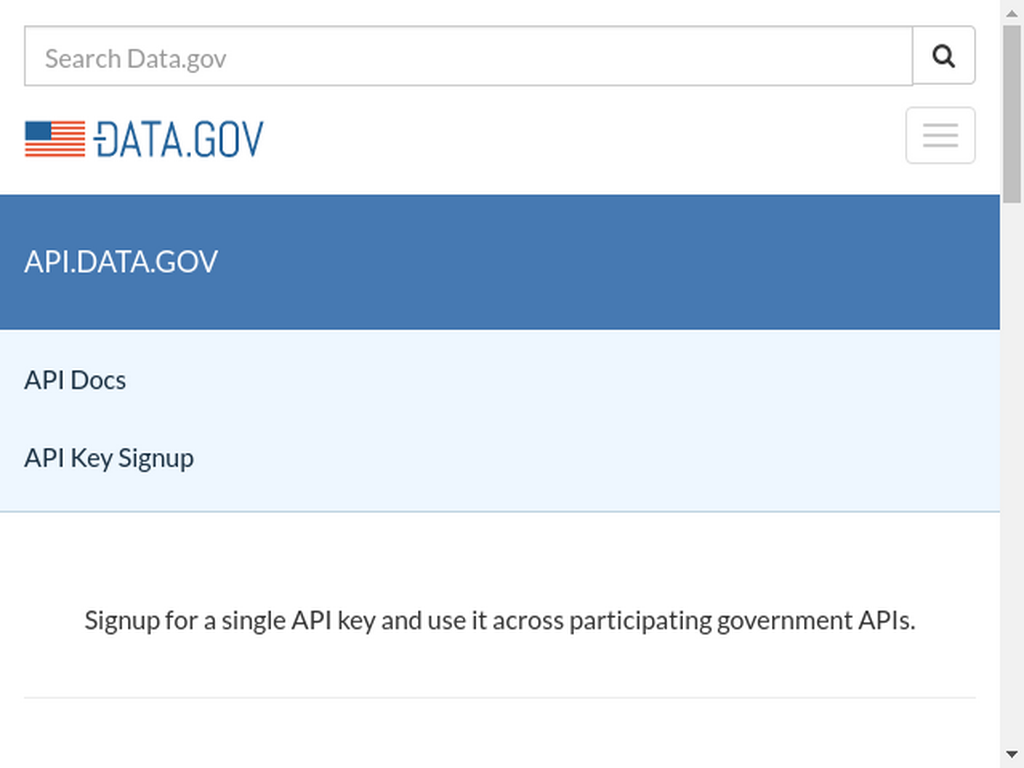 Search Data.gov
DATA.GOV
API.DATA.GOV
API Docs
API Key Signup
Signup for a single API key and use it across participating government APIs.